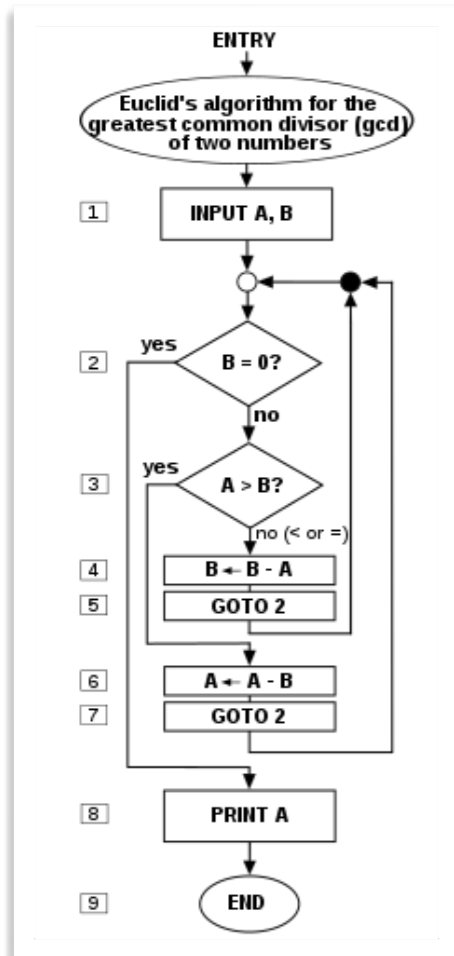 ENTRY
Euclid's algorithm for the
greatest common divisor (gcd)
of two numbers
1
INPUT A, B
yes
2
B = 0?
no
yes
3
A > B?
no (< or =)
4
B ← B - A
5
GOTO 2
6
A ← A - B
7
GOTO 2
8
PRINT A
9
END